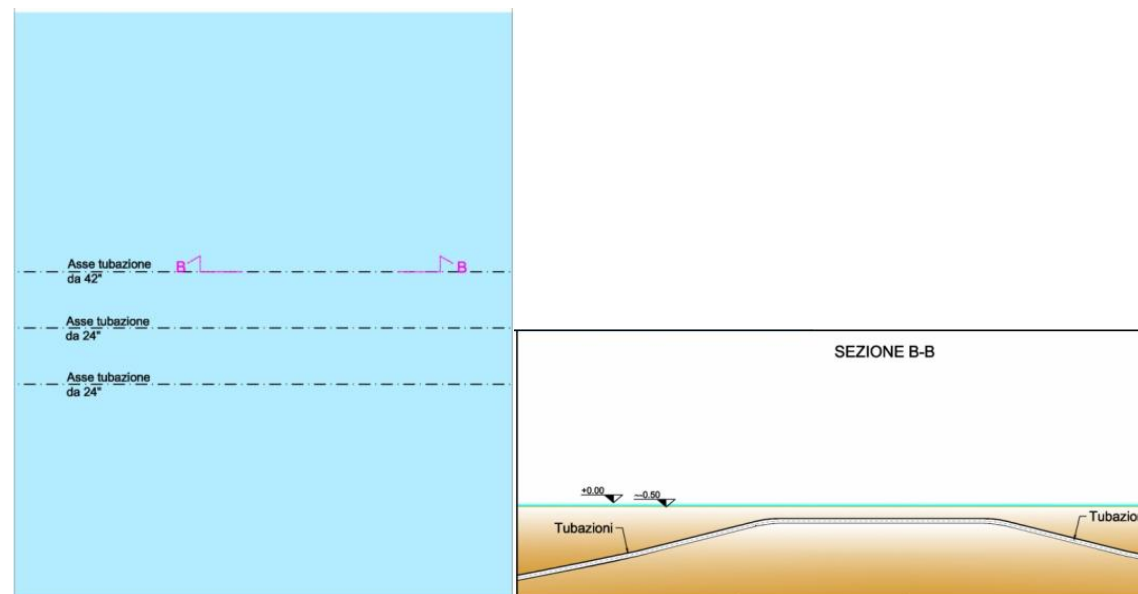 Asse tubazione
da 42"
B
B
Asse tubazione
da 24"
Asse tubazione
da 24"
SEZIONE B-B
+0.00
~-0.50
Tubazioni
Tubazio